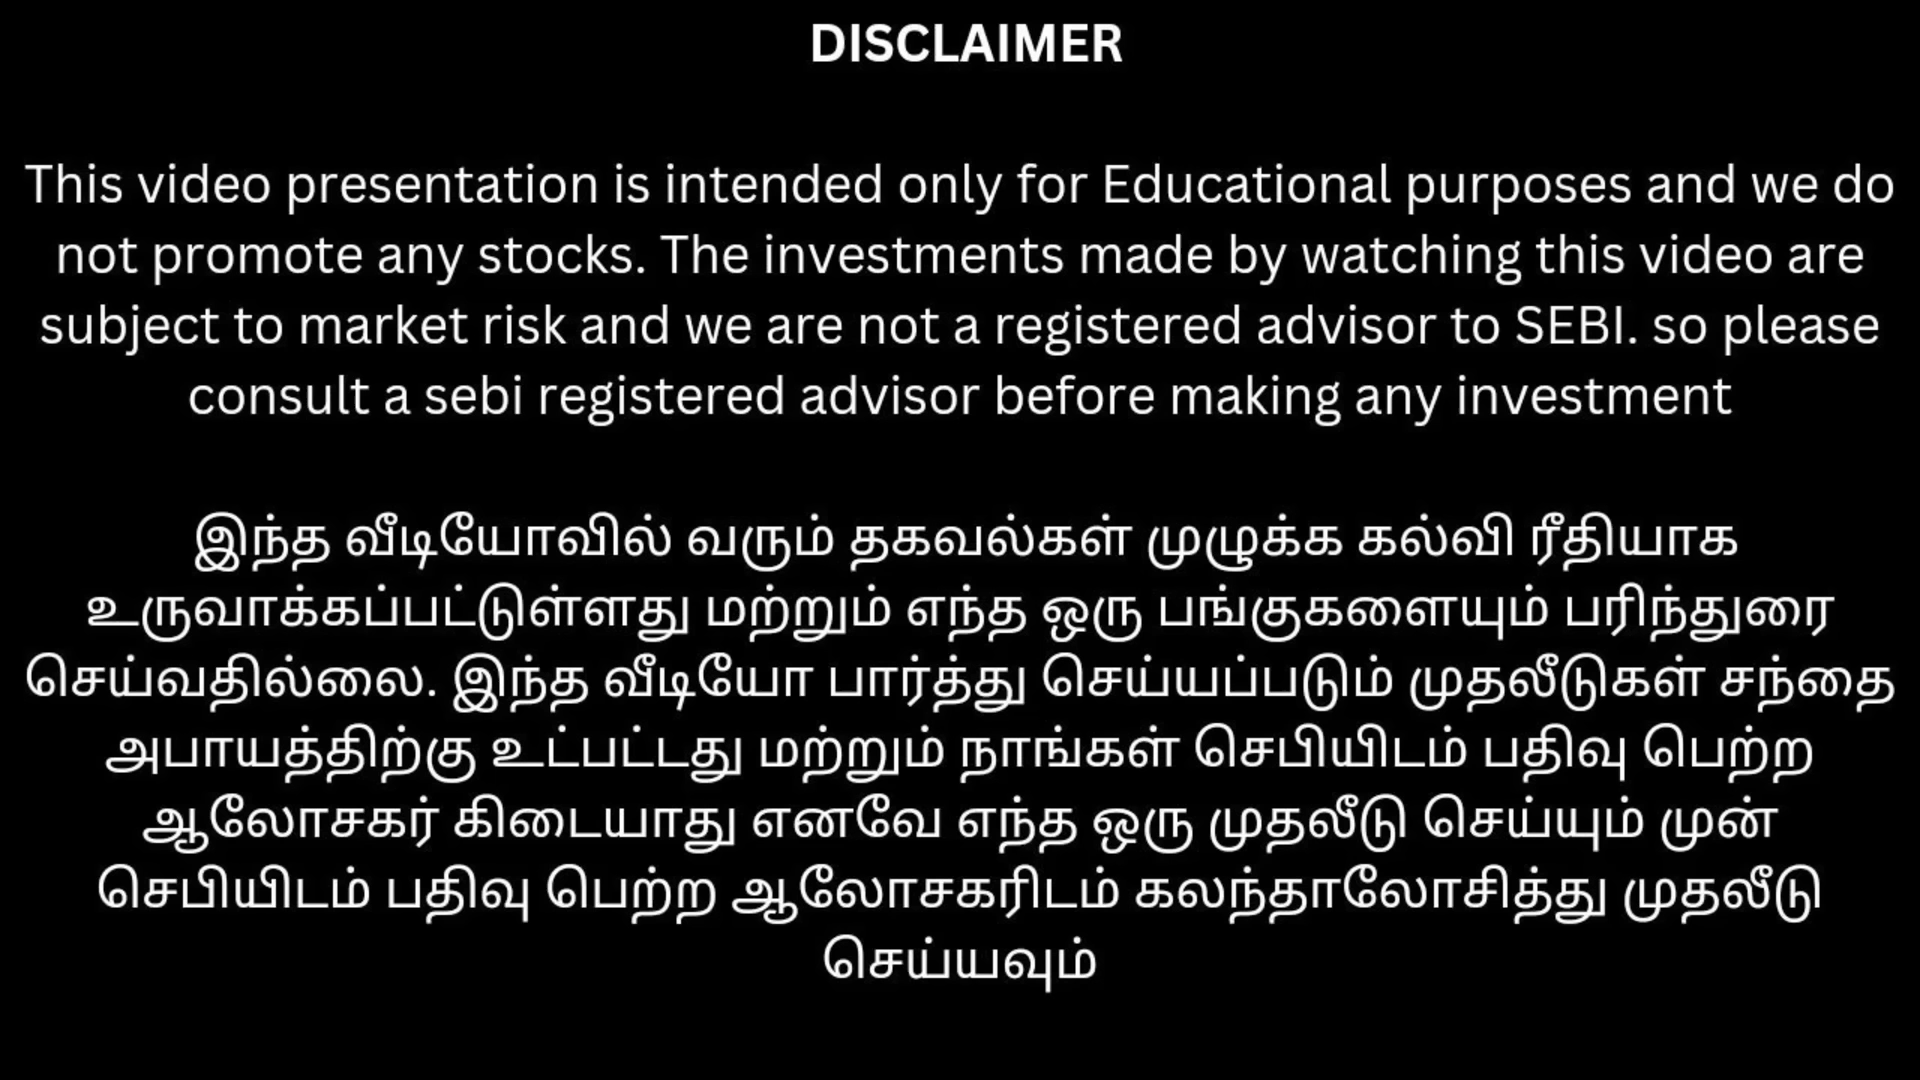 DISCLAIMER
This video presentation is intended only for Educational purposes and we do
not promote any stocks. The investments made by watching this video are
subject to market risk and we are not a registered advisor to SEBI. so please
consult a sebi registered advisor before making any investment
இந்த வீடியோவில் வரும் தகவல்கள் முழுக்க கல்வி ரீதியாக
உருவாக்கப்பட்டுள்ளது மற்றும் எந்த ஒரு பங்குகளையும் பரிந்துரை
செய்வதில்லை. இந்த வீடியோ பார்த்து செய்யப்படும் முதலீடுகள் சந்தை
அபாயத்திற்கு உட்பட்டது மற்றும் நாங்கள் செபியிடம் பதிவு பெற்ற
ஆலோசகர் கிடையாது எனவே எந்த ஒரு முதலீடு செய்யும் முன்
செபியிடம் பதிவு பெற்ற ஆலோசகரிடம் கலந்தாலோசித்து முதலீடு
செய்யவும்